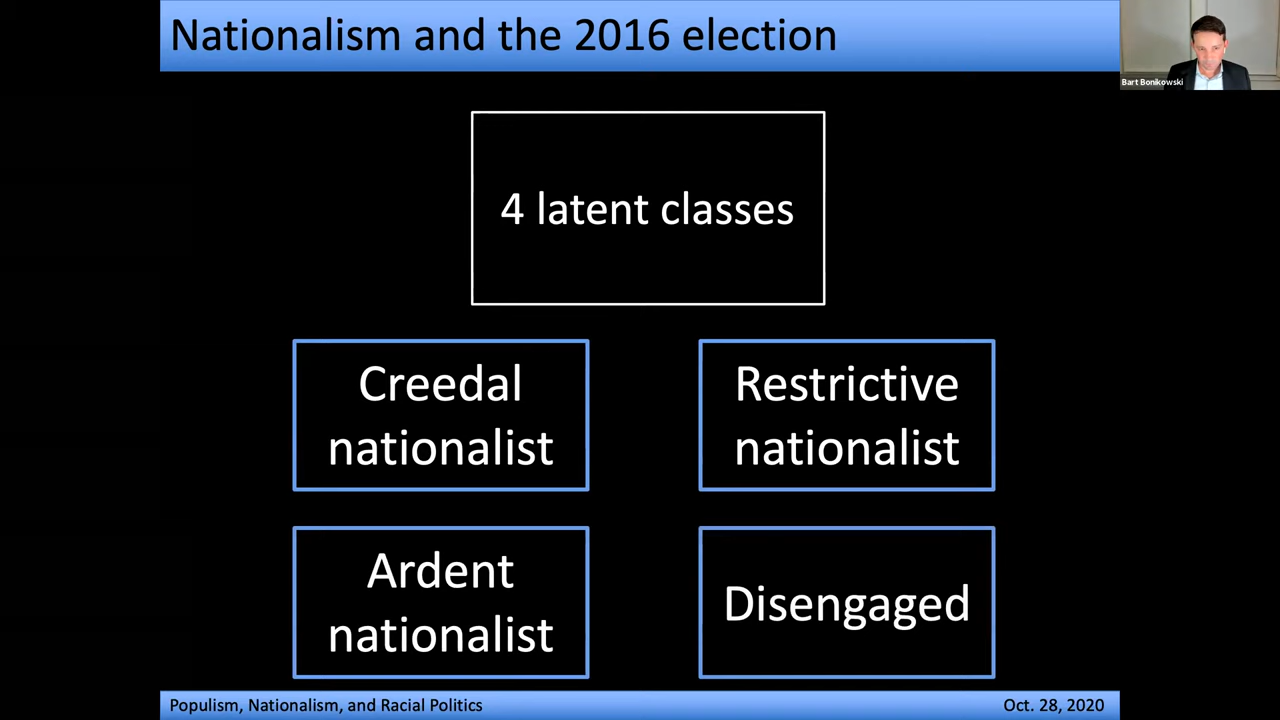 Nationalism and the 2016 election
Bart Bonikowski
4 latent classes
Creedal
nationalist
Restrictive
nationalist
Ardent
nationalist
Disengaged
Populism, Nationalism, and Racial Politics
Oct. 28, 2020